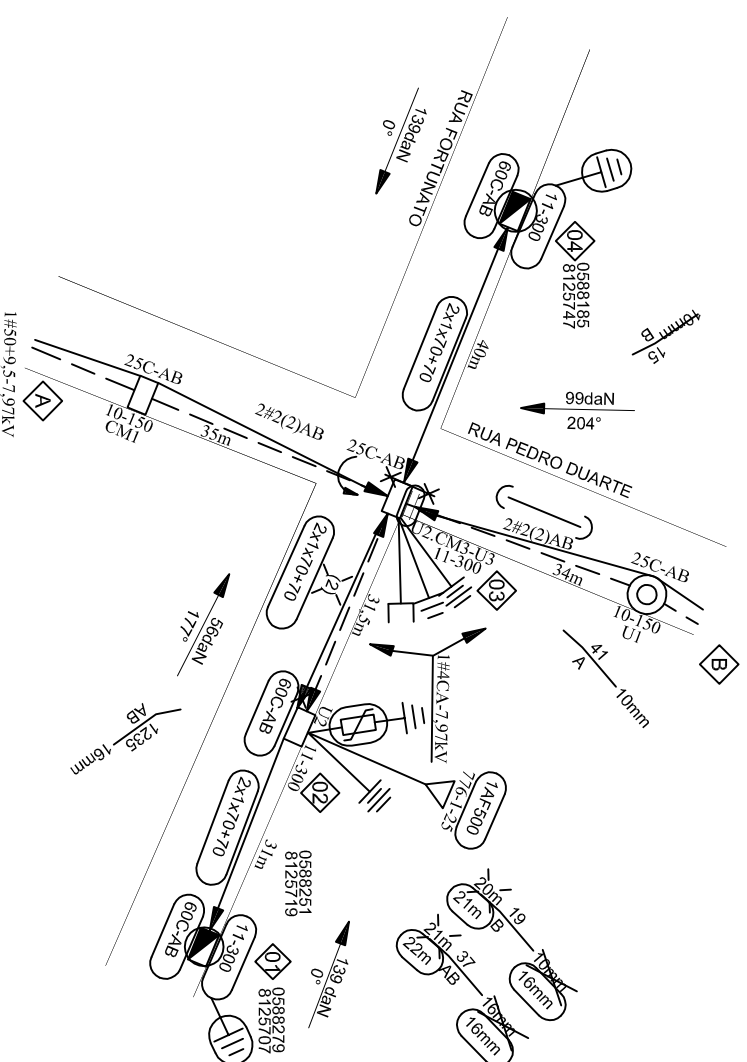 RUA FORTUNATO
139daN
0°
60C-AB
11-300
04
0588185
8125747
2x1x70+70
40m
10mm
15
B
99daN
204°
RUA PEDRO DUARTE
1#50+9,5-7,97kV
A
25C-AB
10-150
CM1
35m
2#2(2)AB
25C-AB
U2.CM3-U3
11-300
03
2#2(2)AB
34m
25C-AB
10-150
U1
B
41
A
10mm
2x1x70+70
2
31,5m
56daN
177°
1#4CA-7,97kV
60C-AB
U2
11-300
02
1AF500
776-1-25
1235
AB
16mm
2x1x70+70
31m
0588251
8125719
60C-AB
11-300
01
0588279
8125707
139 daN
0°
20m
19
21m
B
10mm
16mm
21m
37
22m
AB
16mm
16mm